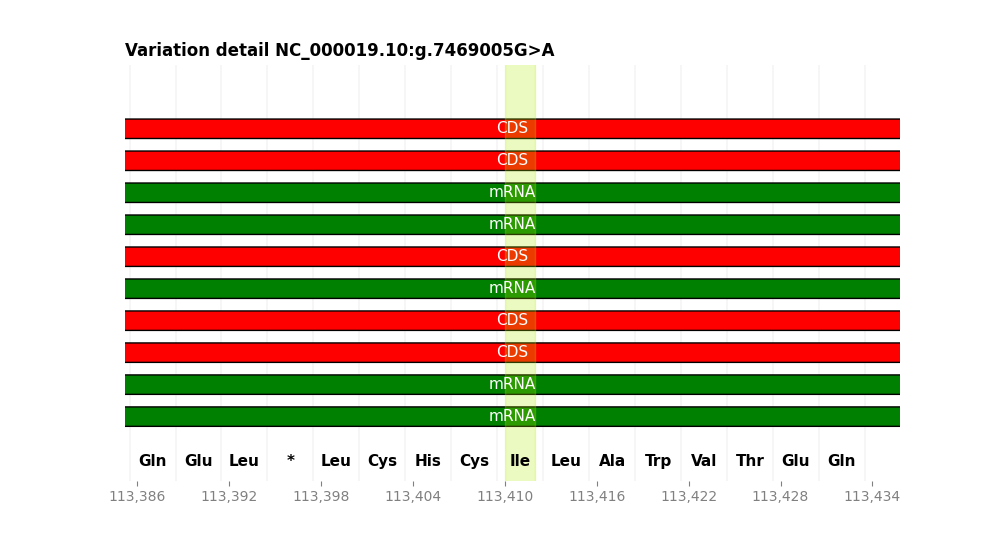 Variation detail NC_000019.10:g.7469005G>A
CDS
CDS
mRNA
mRNA
CDS
mRNA
CDS
CDS
mRNA
mRNA
Gln Glu Leu * Leu Cys His Cys Ile Leu Ala Trp Val Thr Glu Gln
113,386 113,392 113,398 113,404 113,410 113,416 113,422 113,428 113,434